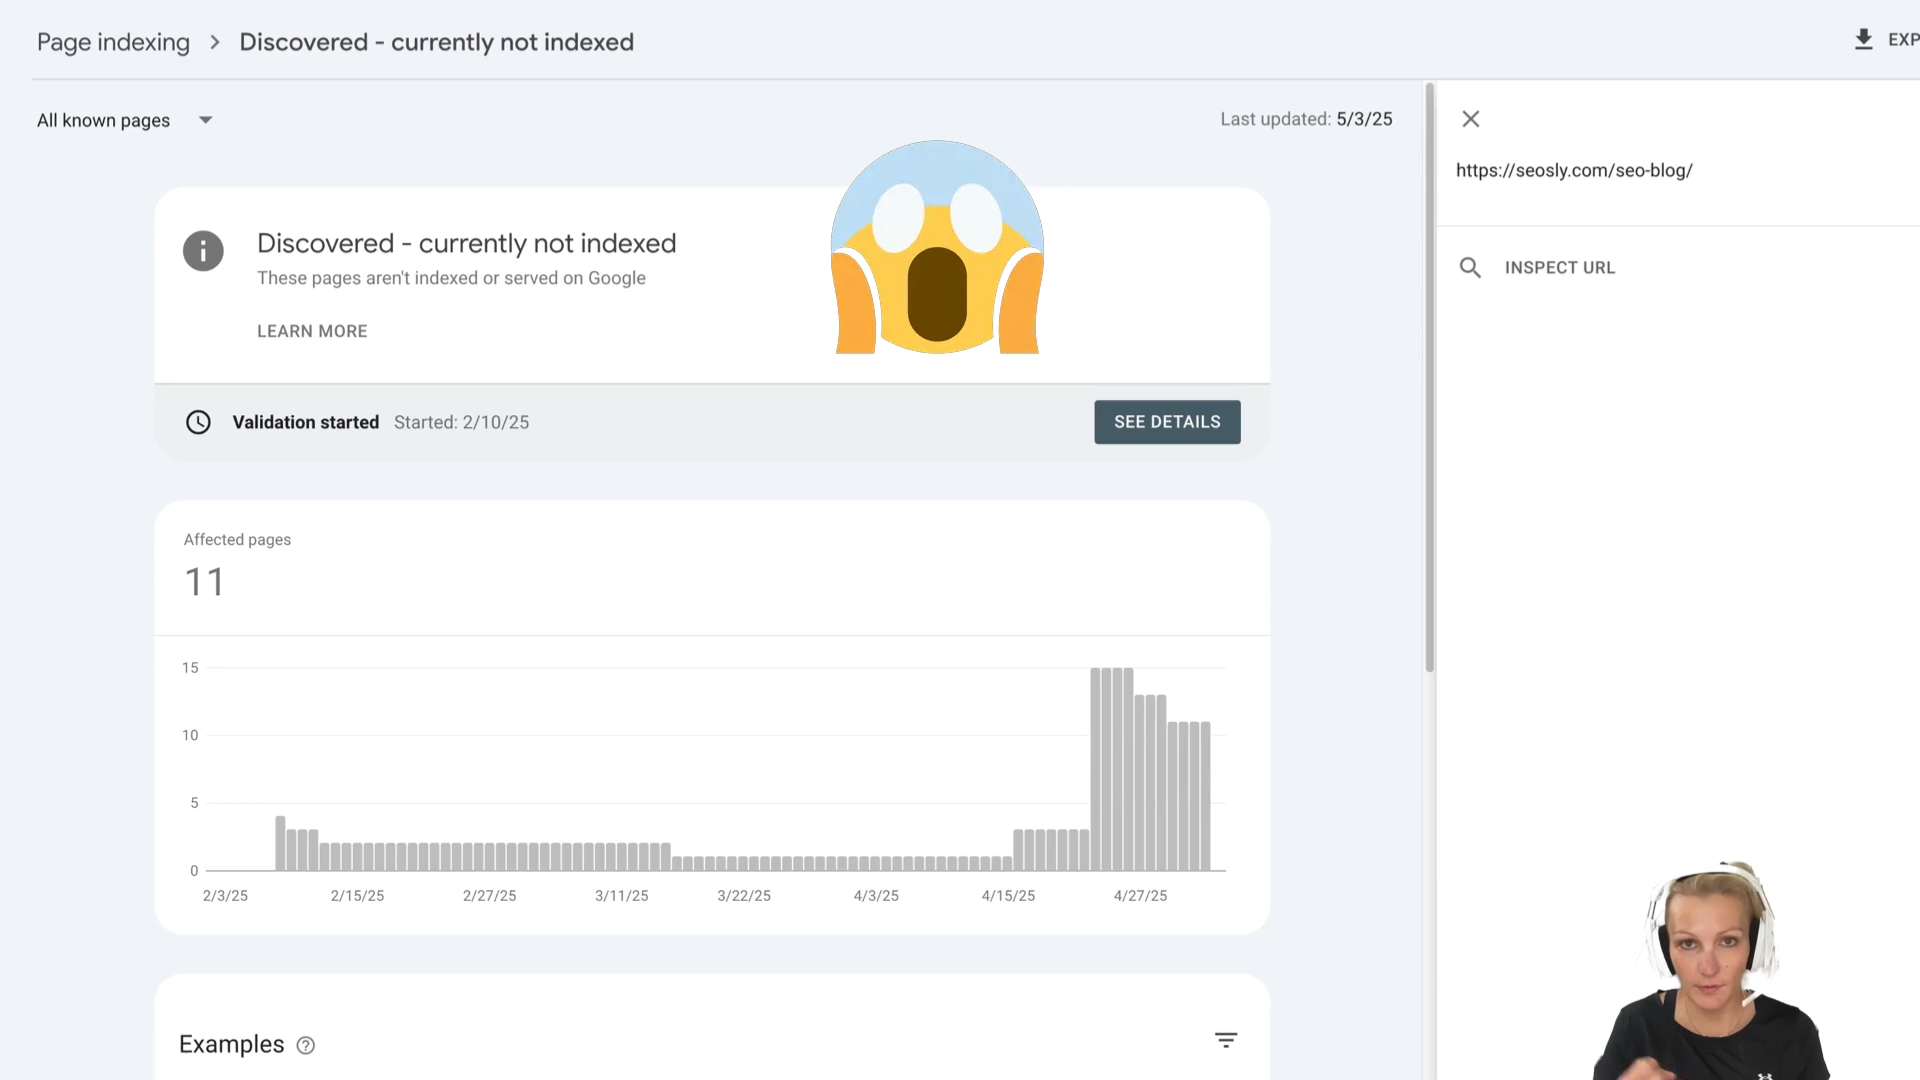 Page indexing > Discovered - currently not indexed
EXP
All known pages
Last updated: 5/3/25
https://seosly.com/seo-blog/
INSPECT URL
Discovered - currently not indexed
These pages aren't indexed or served on Google
LEARN MORE
Validation started Started: 2/10/25
SEE DETAILS
Affected pages
11
15
10
5
0
2/3/25 2/15/25 2/27/25 3/11/25 3/22/25 4/3/25 4/15/25 4/27/25
Examples